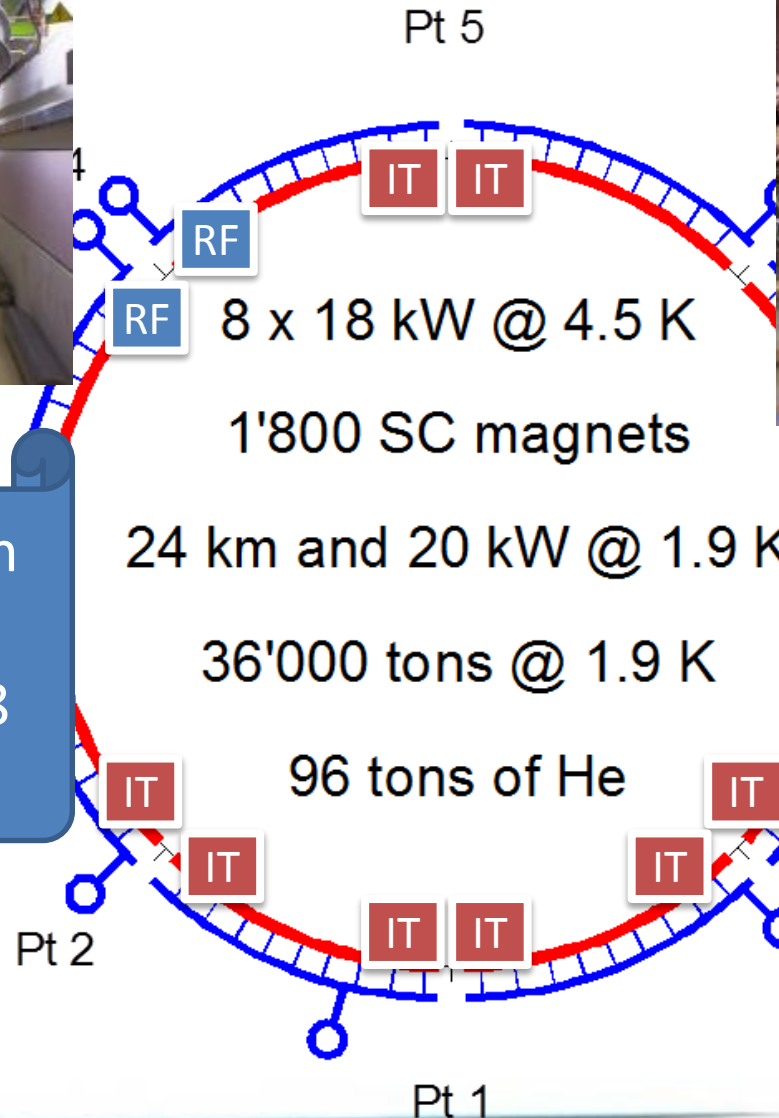 Pt 5
4
IT IT
RF
RF
8 x 18 kW @ 4.5 K
1'800 SC magnets
24 km and 20 kW @ 1.9 K
36'000 tons @ 1.9 K
8
96 tons of He
IT IT
IT IT
IT IT
Pt 2
Pt 1